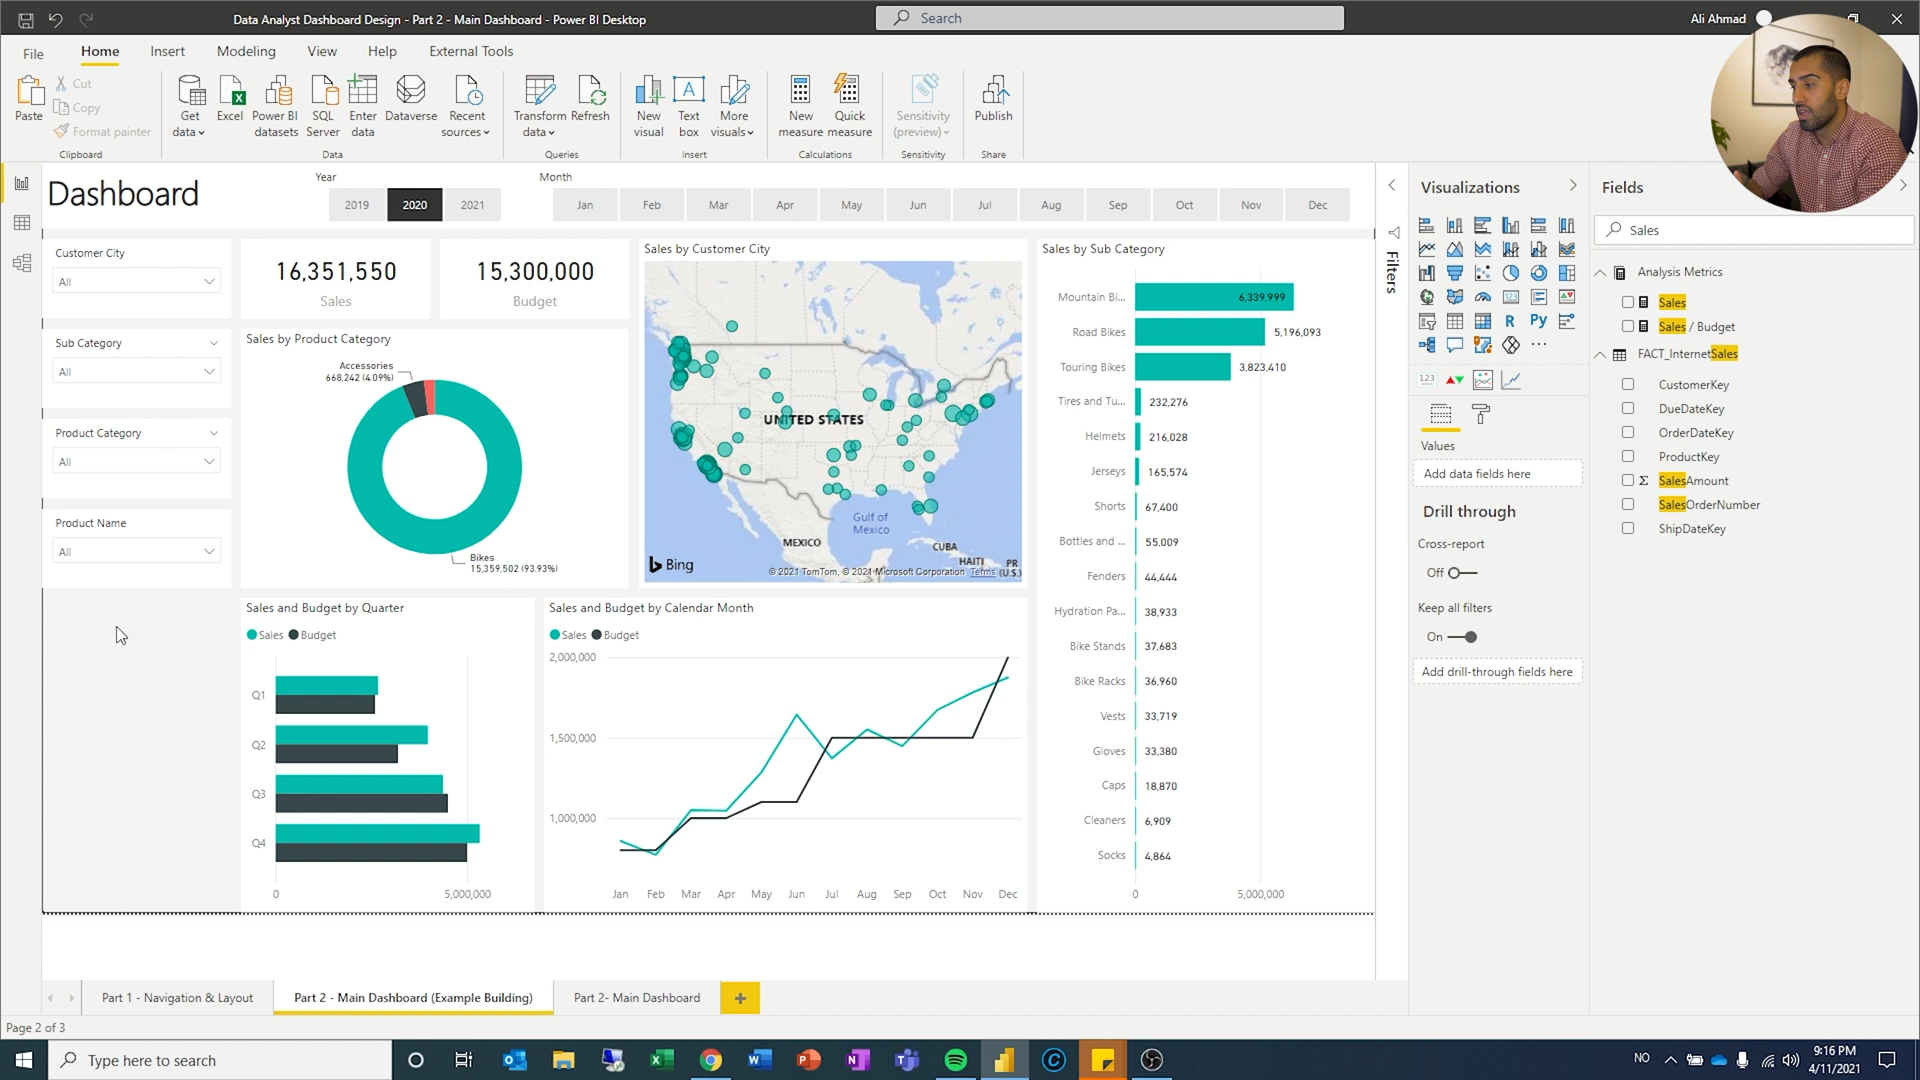 Data Analyst Dashboard Design - Part 2 - Main Dashboard - Power BI Desktop
Search
Ali Ahmad
File
Home
Insert
Modeling
View
Help
External Tools
Paste
Cut
Copy
Format painter
Clipboard
Get data
Excel
Power BI datasets
SQL Server
Enter data
Dataverse
Recent sources
Data
Transform data
Refresh
Queries
New visual
Text box
More visuals
Insert
New measure
Quick measure
Calculations
Sensitivity (preview)
Sensitivity
Publish
Share
Dashboard
Year
2019
2020
2021
Month
Jan
Feb
Mar
Apr
May
Jun
Jul
Aug
Sep
Oct
Nov
Dec
Customer City
All
Sub Category
All
Product Category
All
Product Name
All
16,351,550
Sales
15,300,000
Budget
Sales by Product Category
Accessories
668,242 (4.09%)
Bikes
15,359,502 (93.93%)
Sales by Customer City
UNITED STATES
MEXICO
Gulf of
Mexico
CUBA
HAITI
PR
(U.S.)
Bing
© 2021 TomTom, © 2021 Microsoft Corporation Terms
Sales by Sub Category
Mountain Bi... 6,339,999
Road Bikes 5,196,093
Touring Bikes 3,823,410
Tires and Tu... 232,276
Helmets 216,028
Jerseys 165,574
Shorts 67,400
Bottles and ... 55,009
Fenders 44,444
Hydration Pa... 38,933
Bike Stands 37,683
Bike Racks 36,960
Vests 33,719
Gloves 33,380
Caps 18,870
Cleaners 6,909
Socks 4,864
0 5,000,000
Sales and Budget by Quarter
Sales Budget
Q1
Q2
Q3
Q4
0 5,000,000
Sales and Budget by Calendar Month
Sales Budget
2,000,000
1,500,000
1,000,000
Jan Feb Mar Apr May Jun Jul Aug Sep Oct Nov Dec
Filters
Visualizations
R
Py
123
123
Values
Add data fields here
Drill through
Cross-report
Off
Keep all filters
On
Add drill-through fields here
Fields
Sales
Analysis Metrics
Sales
Sales / Budget
FACT_InternetSales
CustomerKey
DueDateKey
OrderDateKey
ProductKey
Σ SalesAmount
SalesOrderNumber
ShipDateKey
Part 1 - Navigation & Layout
Part 2 - Main Dashboard (Example Building)
Part 2- Main Dashboard
Page 2 of 3
Type here to search
NO
9:16 PM
4/11/2021